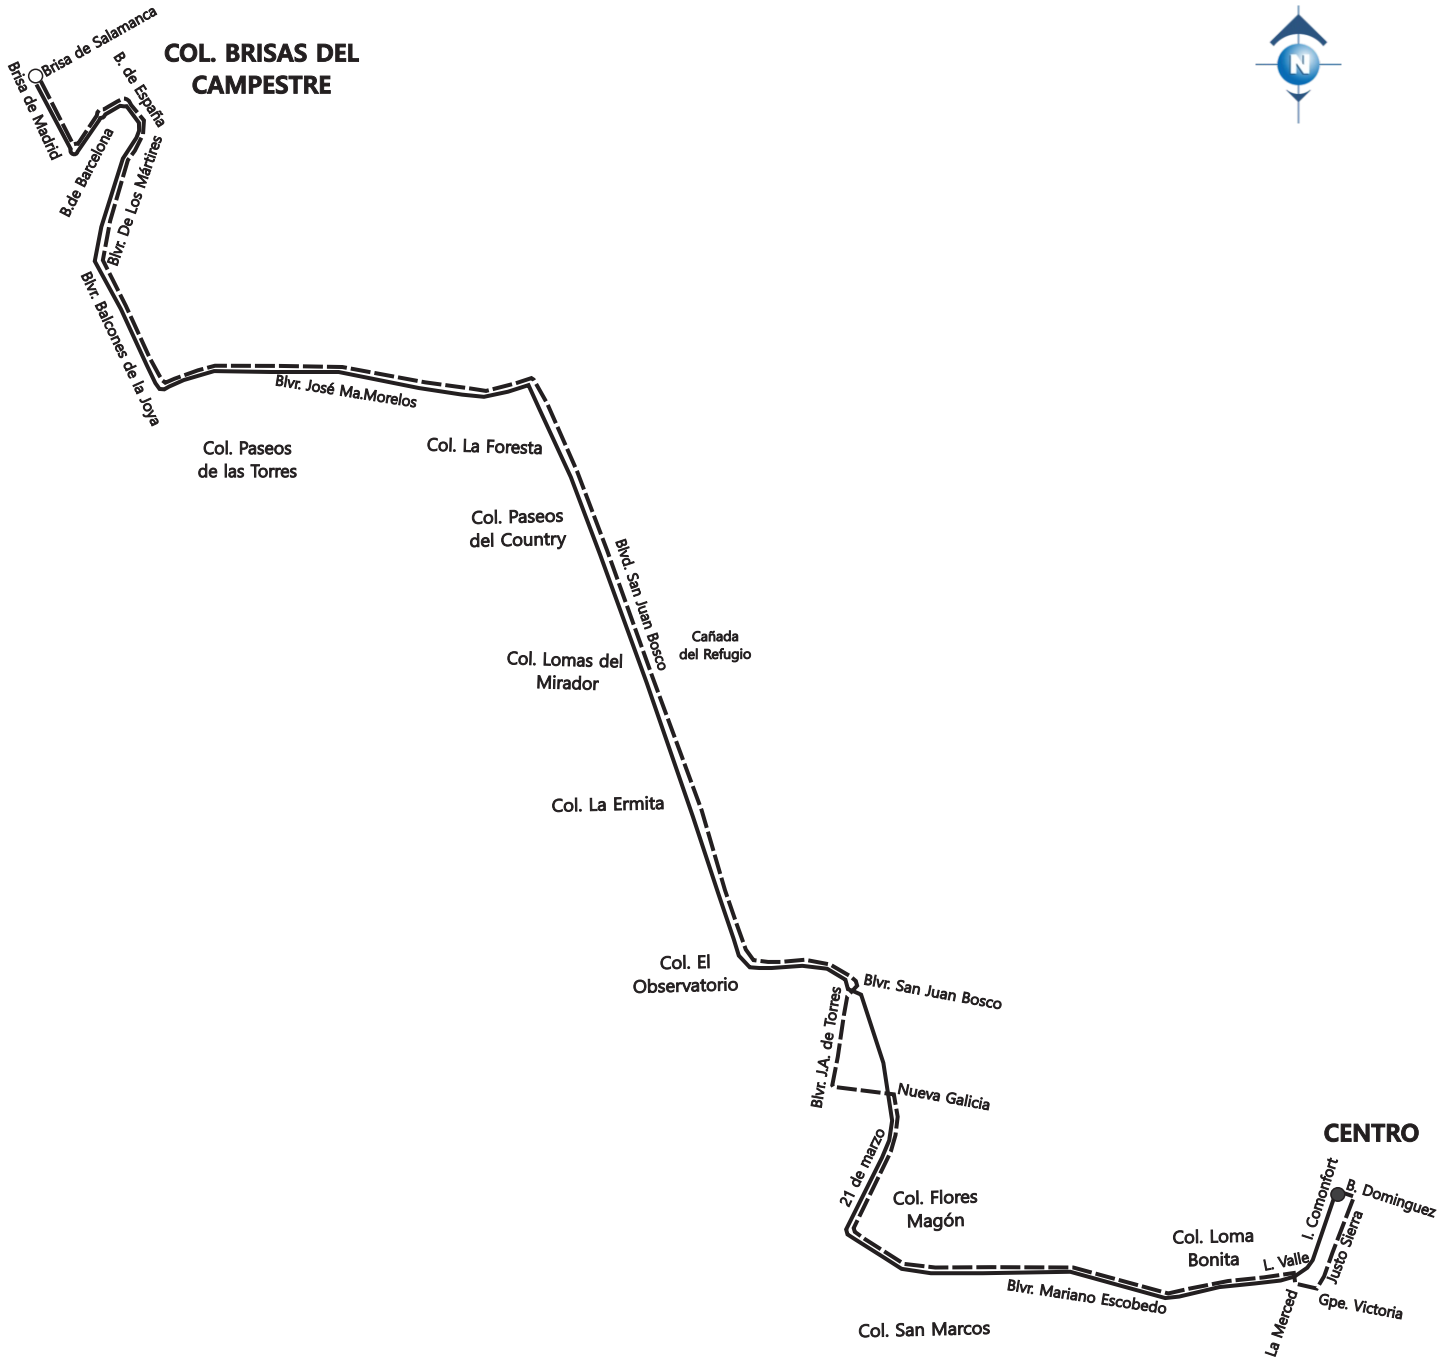 Brisa de Salamanca
B. de España
COL. BRISAS DEL
CAMPESTRE
N
Brisa de Madrid
B.de Barcelona
Blvr. De Los Mártires
Blvr. Balcones de la Joya
Blvr. José Ma.Morelos
Col. Paseos
de las Torres
Col. La Foresta
Col. Paseos
del Country
Blvd. San Juan Bosco
Cañada
del Refugio
Col. Lomas del
Mirador
Col. La Ermita
Col. El
Observatorio
Blvr. San Juan Bosco
Blvr. J.A. de Torres
Nueva Galicia
21 de marzo
CENTRO
Col. Flores
Magón
I. Comonfort
B. Dominguez
Justo Sierra
Col. Loma
Bonita
L. Valle
Blvr. Mariano Escobedo
La Merced
Gpe. Victoria
Col. San Marcos